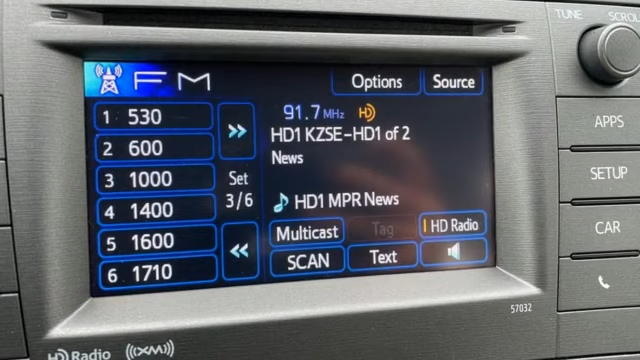 TUNE SCROLL
FM
Options
Source
1 530
2 600
3 1000
4 1400
5 1600
6 1710
Set
3/6
91.7 MHz HD
HD1 KZSE-HD1 of 2
News
HD1 MPR News
Multicast
Tag
HD Radio
SCAN
Text
APPS
SETUP
CAR
57032
HD Radio
((XM))